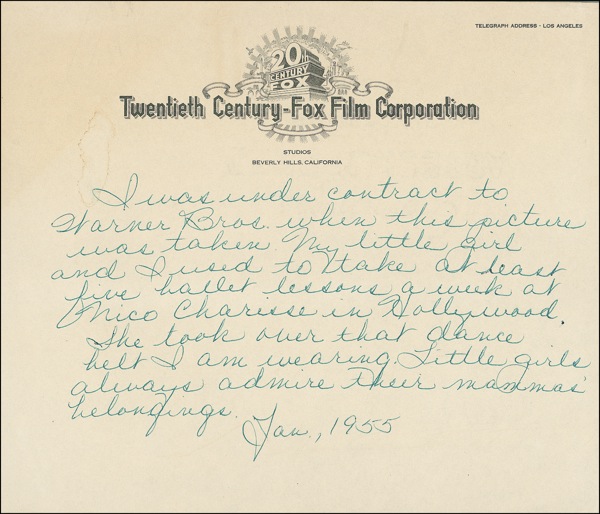 TELEGRAPH ADDRESS - LOS ANGELES
20th
CENTURY
FOX
Twentieth Century-Fox Film Corporation
STUDIOS
BEVERLY HILLS, CALIFORNIA
I was under contract to
Warner Bros. when this picture
was taken. My little girl
and I used to take at least
five ballet lessons a week at
Nico Charisse in Hollywood.
She took over that dance
belt I am wearing. Little girls
always admire their mammas'
belongings.
Jan., 1955